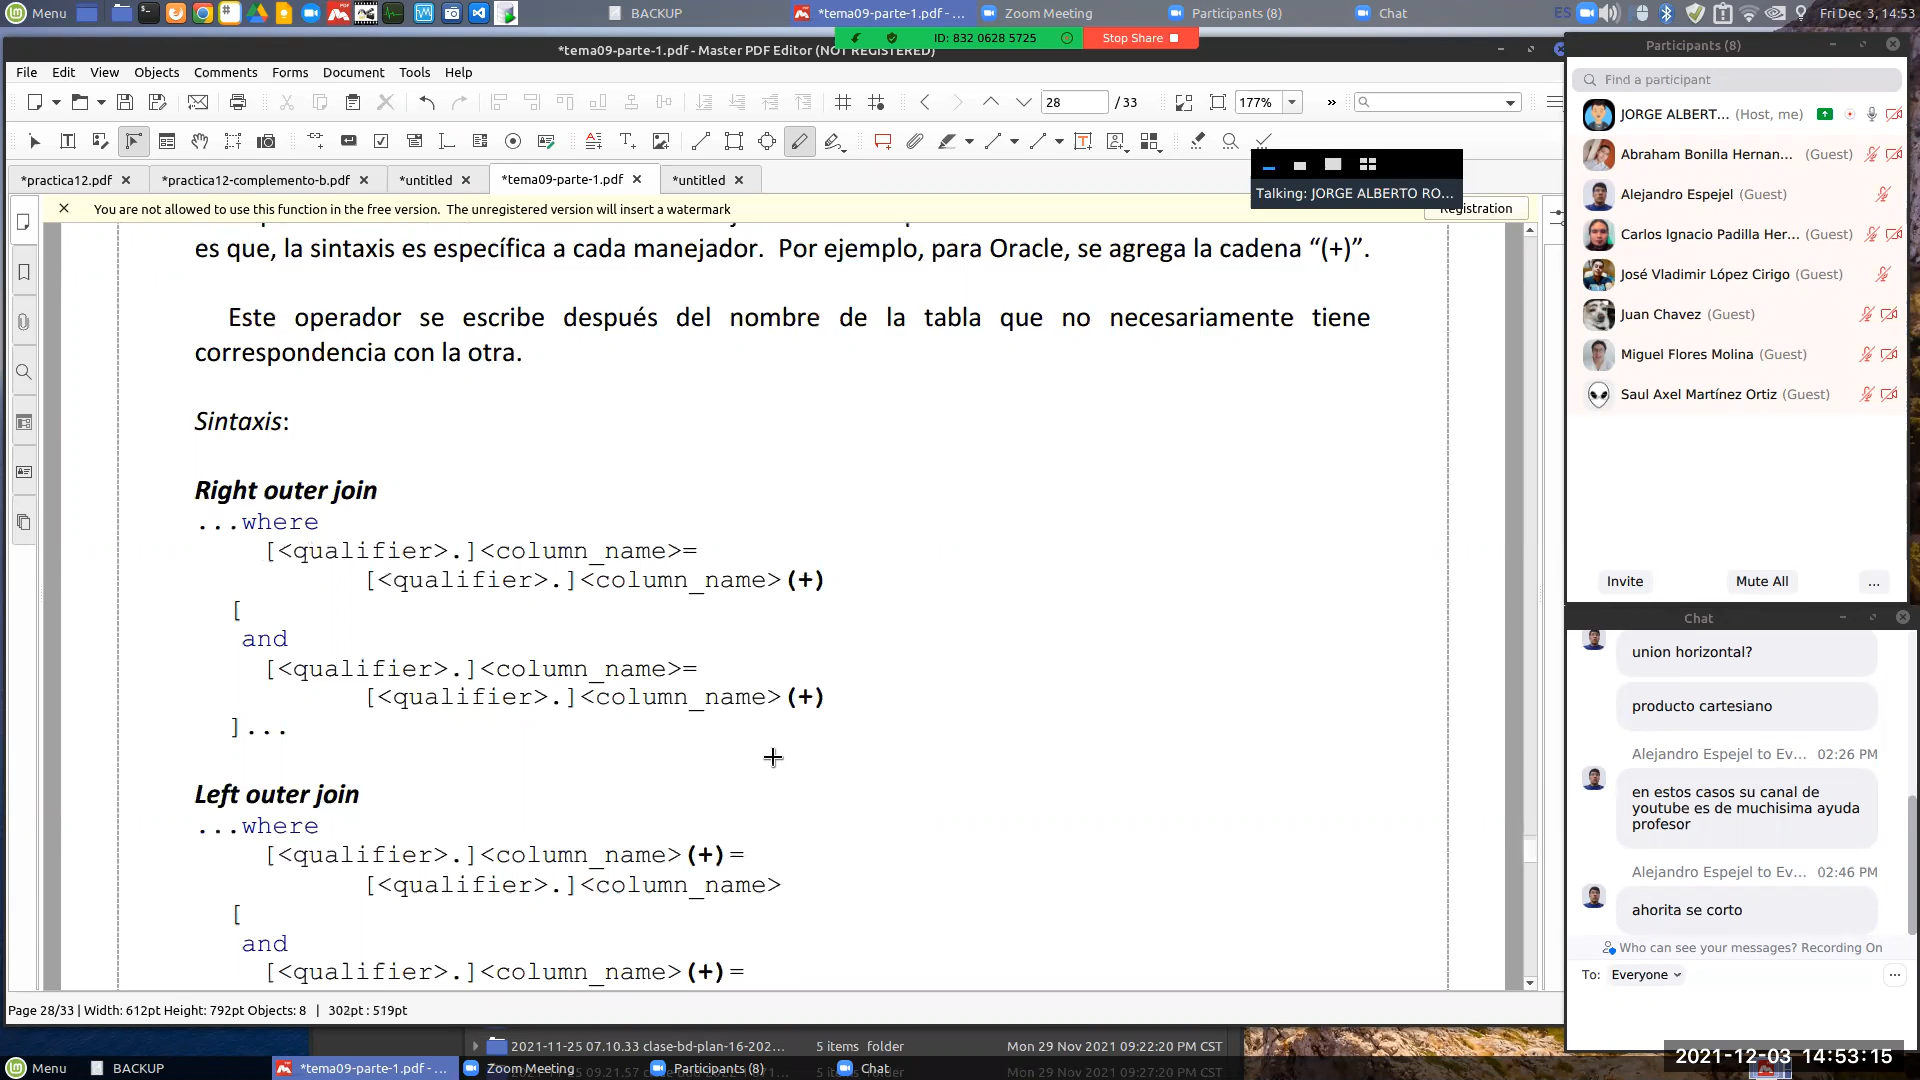 Menu
BACKUP
*tema09-parte-1.pdf - ...
Zoom Meeting
Participants (8)
Chat
ES
Fri Dec 3, 14:53
*tema09-parte-1.pdf - Master PDF Editor (NOT REGISTERED)
ID: 832 0628 5725
Stop Share
File Edit View Objects Comments Forms Document Tools Help
28 / 33
177%
*practica12.pdf
*practica12-complemento-b.pdf
*untitled
*tema09-parte-1.pdf
*untitled
Talking: JORGE ALBERTO RO...
You are not allowed to use this function in the free version.  The unregistered version will insert a watermark
Registration
es que, la sintaxis es específica a cada manejador.  Por ejemplo, para Oracle, se agrega la cadena “(+)”.
Este operador se escribe después del nombre de la tabla que no necesariamente tiene
correspondencia con la otra.
Sintaxis:
Right outer join
...where
[<qualifier>.]<column_name>=
[<qualifier>.]<column_name>(+)
[
and
[<qualifier>.]<column_name>=
[<qualifier>.]<column_name>(+)
]...
Left outer join
...where
[<qualifier>.]<column_name>(+)=
[<qualifier>.]<column_name>
[
and
[<qualifier>.]<column_name>(+)=
Page 28/33 | Width: 612pt Height: 792pt Objects: 8 | 302pt : 519pt
Participants (8)
Find a participant
JORGE ALBERT... (Host, me)
Abraham Bonilla Hernan... (Guest)
Alejandro Espejel (Guest)
Carlos Ignacio Padilla Her... (Guest)
José Vladimir López Cirigo (Guest)
Juan Chavez (Guest)
Miguel Flores Molina (Guest)
Saul Axel Martínez Ortiz (Guest)
Invite
Mute All
...
Chat
union horizontal?
producto cartesiano
Alejandro Espejel to Ev... 02:26 PM
en estos casos su canal de
youtube es de muchisima ayuda
profesor
Alejandro Espejel to Ev... 02:46 PM
ahorita se corto
Who can see your messages? Recording On
To: Everyone
2021-11-25 07.10.33 clase-bd-plan-16-202... 5 items folder Mon 29 Nov 2021 09:22:20 PM CST
2021-12-03 14:53:15
Menu
BACKUP
*tema09-parte-1.pdf - ...
Zoom Meeting
Participants (8)
Chat